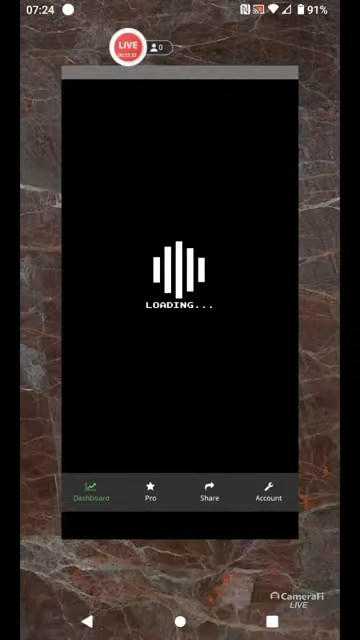 07:24
91%
LIVE
0
LOADING...
Dashboard
Pro
Share
Account
CameraFi
LIVE